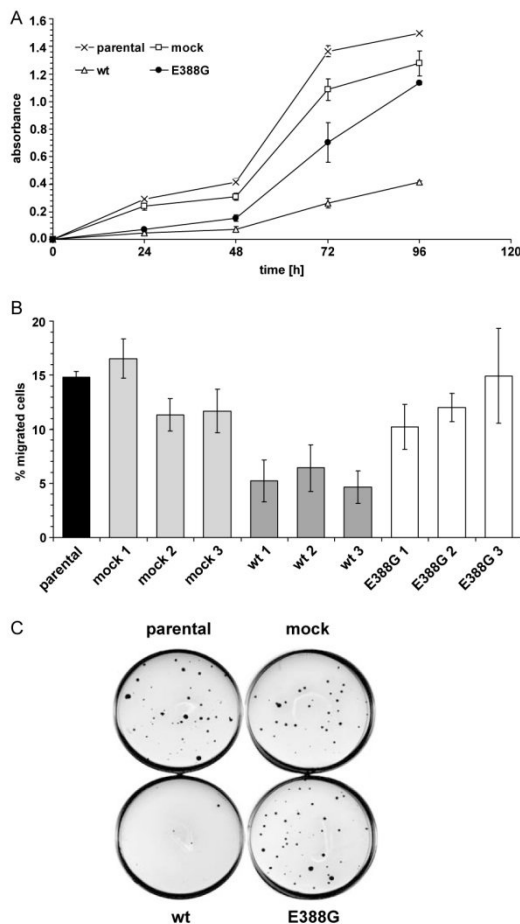 A
1.6
1.4
1.2
1.0
0.8
0.6
0.4
0.2
0.0
absorbance
parental mock
wt E388G
0 24 48 72 96 120
time [h]
B
20
15
10
5
0
% migrated cells
parental mock 1 mock 2 mock 3 wt 1 wt 2 wt 3 E388G 1 E388G 2 E388G 3
C
parental mock
wt E388G